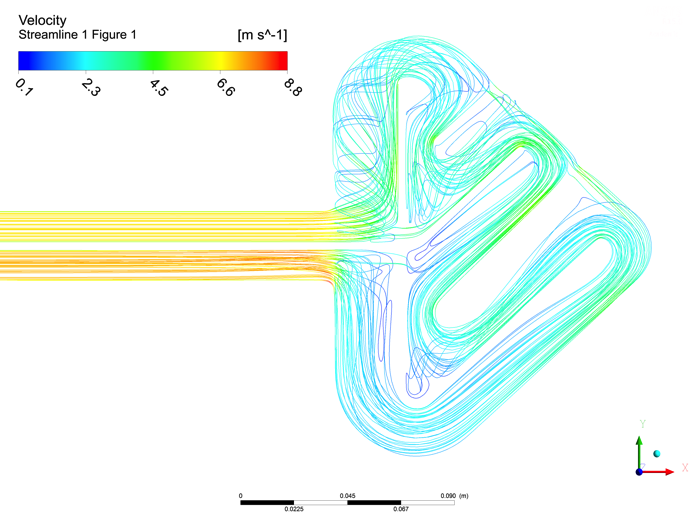 Velocity
Streamline 1 Figure 1
[m s^-1]
0.1 2.3 4.5 6.6 8.8
Y
X
0 0.045 0.090 (m)
0.0225 0.067